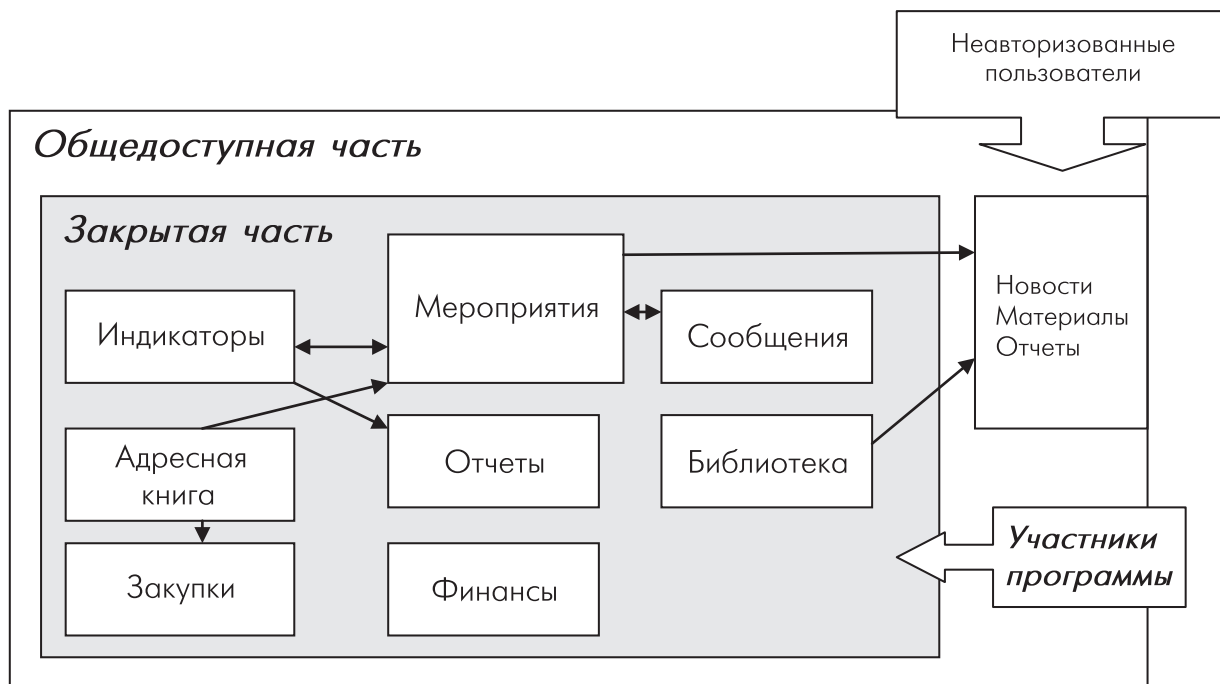 Неавторизованные
пользователи
Общедоступная часть
Закрытая часть
Мероприятия
Индикаторы
Сообщения
Новости
Материалы
Отчеты
Адресная
книга
Отчеты
Библиотека
Участники
программы
Закупки
Финансы